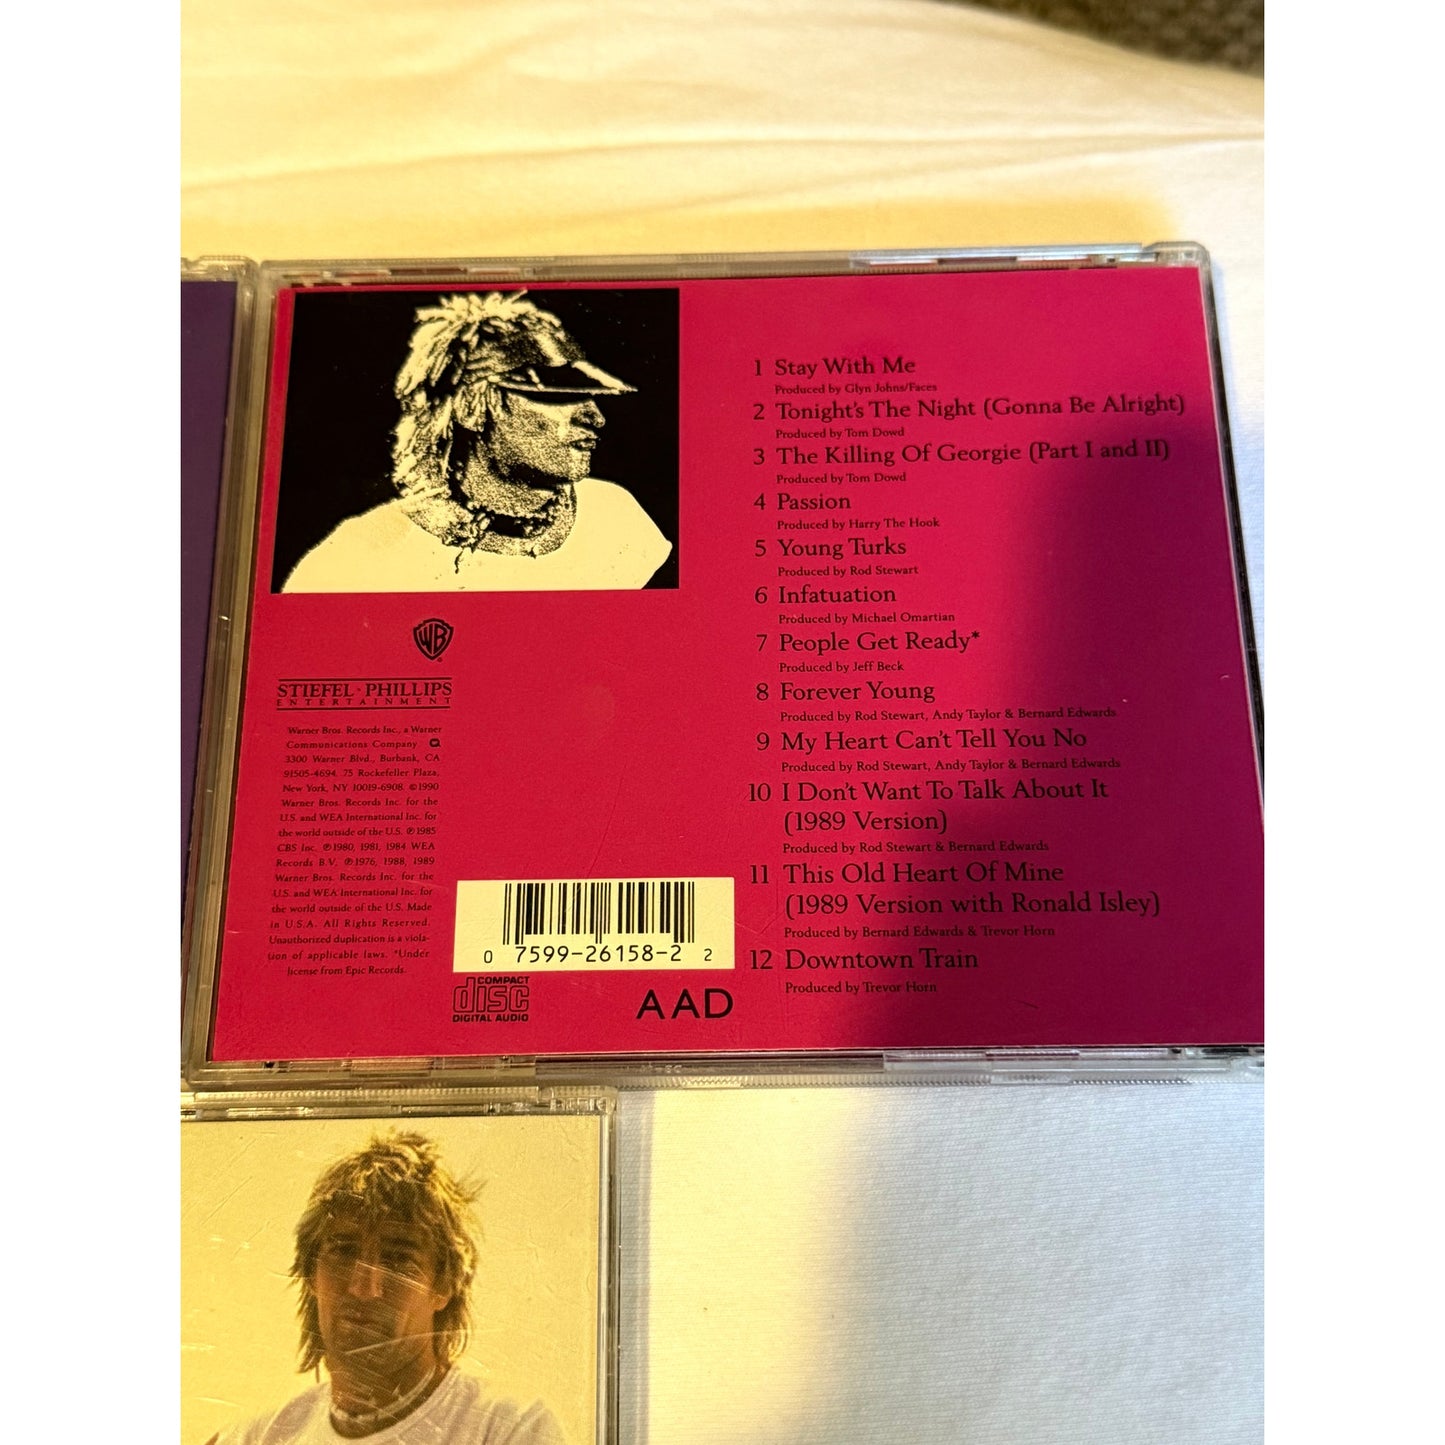 1 Stay With Me
Produced by Glyn Johns/Faces
2 Tonight's The Night (Gonna Be Alright)
Produced by Tom Dowd
3 The Killing Of Georgie (Part I and II)
Produced by Tom Dowd
4 Passion
Produced by Harry The Hook
5 Young Turks
Produced by Rod Stewart
6 Infatuation
Produced by Michael Omartian
7 People Get Ready*
Produced by Jeff Beck
8 Forever Young
Produced by Rod Stewart, Andy Taylor & Bernard Edwards
9 My Heart Can't Tell You No
Produced by Rod Stewart, Andy Taylor & Bernard Edwards
10 I Don't Want To Talk About It
(1989 Version)
Produced by Rod Stewart & Bernard Edwards
11 This Old Heart Of Mine
(1989 Version with Ronald Isley)
Produced by Bernard Edwards & Trevor Horn
12 Downtown Train
Produced by Trevor Horn
WB
STIEFEL · PHILLIPS
ENTERTAINMENT
Warner Bros. Records Inc., a Warner
Communications Company
3300 Warner Blvd., Burbank, CA
91505-4694. 75 Rockefeller Plaza,
New York, NY 10019-6908. ©1990
Warner Bros. Records Inc. for the
U.S. and WEA International Inc. for
the world outside of the U.S. ℗1985
CBS Inc. ℗1980, 1981, 1984 WEA
Records B.V. ℗1976, 1988, 1989
Warner Bros. Records Inc. for the
U.S. and WEA International Inc. for
the world outside of the U.S. Made
in U.S.A. All Rights Reserved.
Unauthorized duplication is a viola-
tion of applicable laws. *Under
license from Epic Records.
0 7599-26158-2 2
COMPACT
disc
DIGITAL AUDIO
AAD